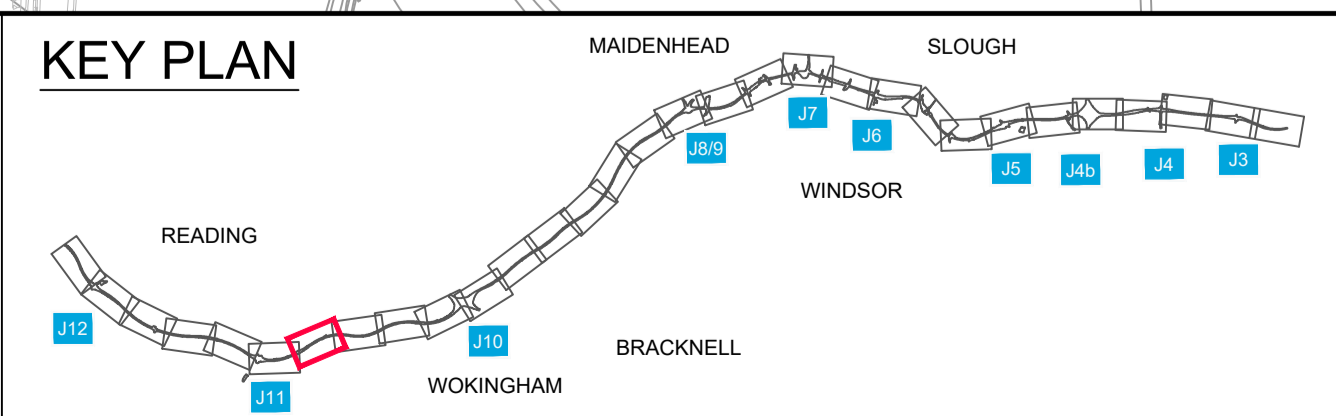 KEY PLAN
MAIDENHEAD
SLOUGH
J7
J6
J8/9
J5
J4b
J4
J3
WINDSOR
READING
J12
J10
BRACKNELL
WOKINGHAM
J11